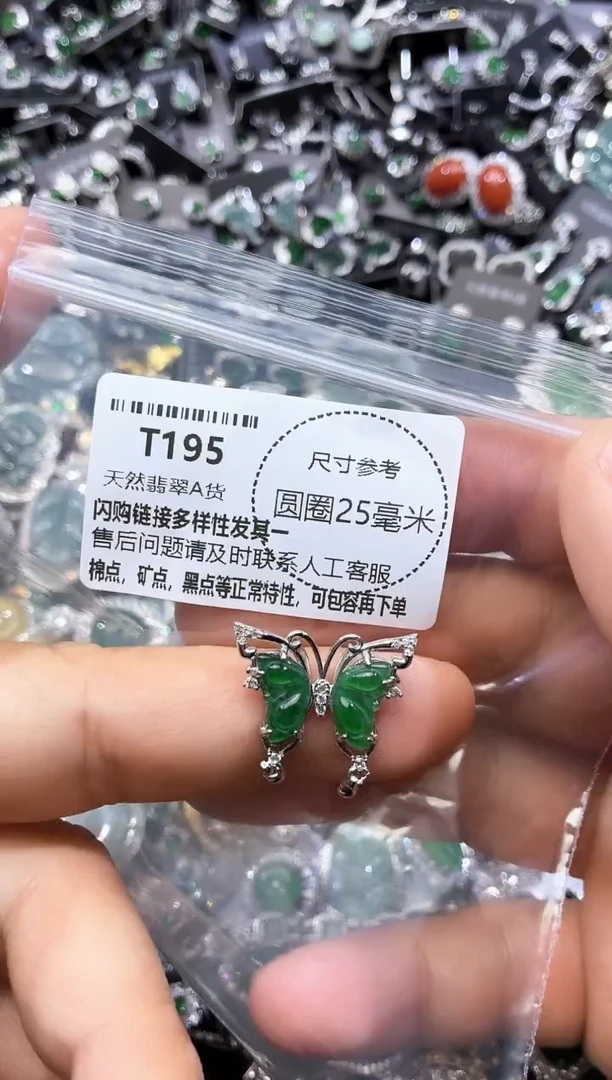 T195
尺寸参考
圆圈25毫米
天然翡翠A货
闪购链接多样性发其一
售后问题请及时联系人工客服
棉点，矿点，黑点等正常特性，可包容再下单